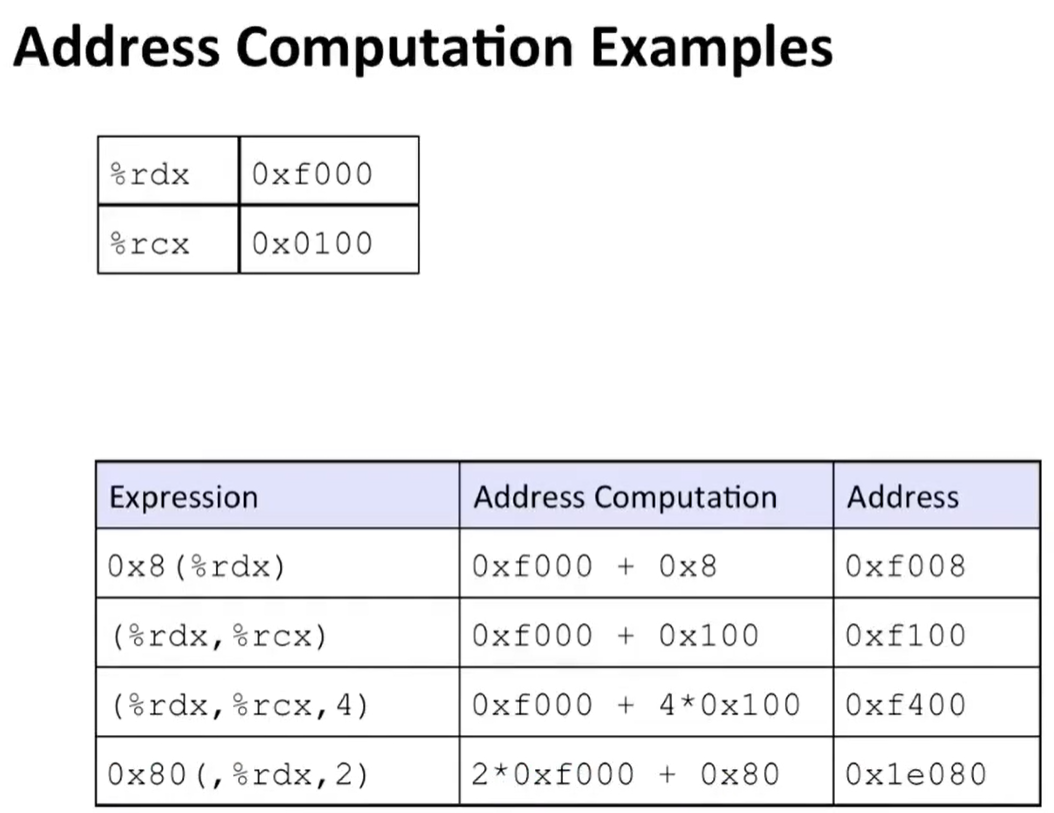 Address Computation Examples
%rdx 0xf000
%rcx 0x0100
Expression Address Computation Address
0x8(%rdx) 0xf000 + 0x8 0xf008
(%rdx,%rcx) 0xf000 + 0x100 0xf100
(%rdx,%rcx,4) 0xf000 + 4*0x100 0xf400
0x80(,%rdx,2) 2*0xf000 + 0x80 0x1e080